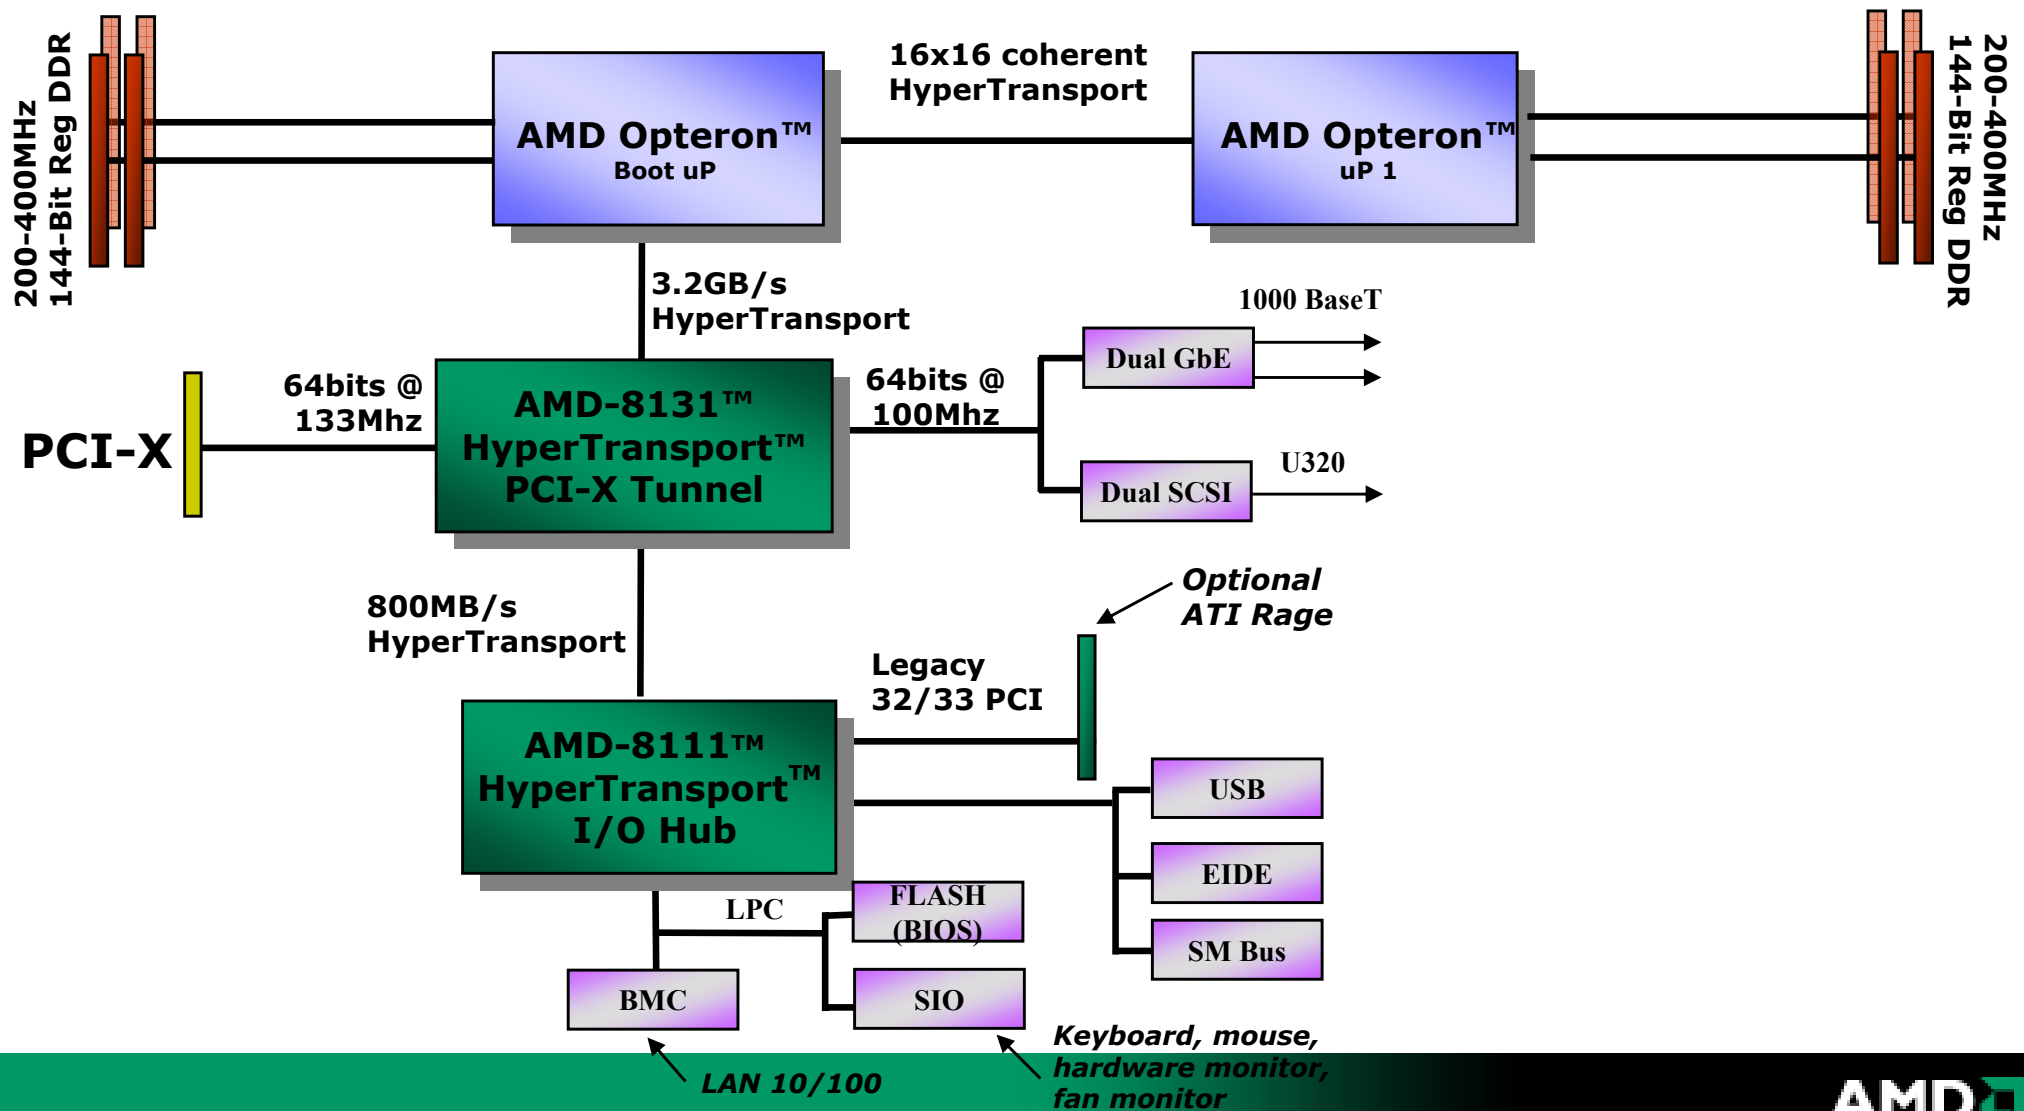 200-400MHz
144-Bit Reg DDR
AMD Opteron™
Boot uP
16x16 coherent
HyperTransport
AMD Opteron™
uP 1
200-400MHz
144-Bit Reg DDR
3.2GB/s
HyperTransport
1000 BaseT
Dual GbE
PCI-X
64bits @
133Mhz
AMD-8131™
HyperTransport™
PCI-X Tunnel
64bits @
100Mhz
U320
Dual SCSI
800MB/s
HyperTransport
Optional
ATI Rage
Legacy
32/33 PCI
AMD-8111™
HyperTransport™
I/O Hub
USB
EIDE
SM Bus
LPC
FLASH
(BIOS)
BMC
SIO
LAN 10/100
Keyboard, mouse,
hardware monitor,
fan monitor
AMD